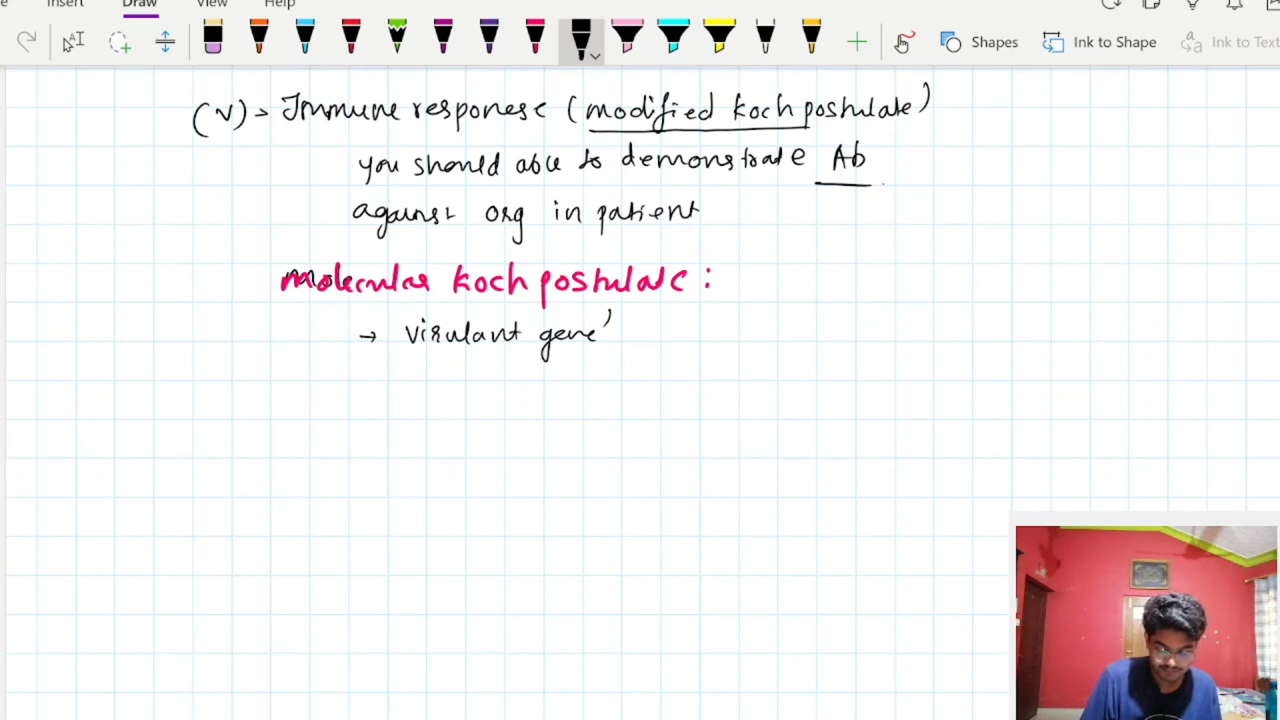 Insert Draw View Help
Shapes Ink to Shape Ink to Text
(V)> Immune response (modified koch postulate)
you should able to demonstrate Ab
against org in patient
molecular koch postulate :
→ virulant gene'